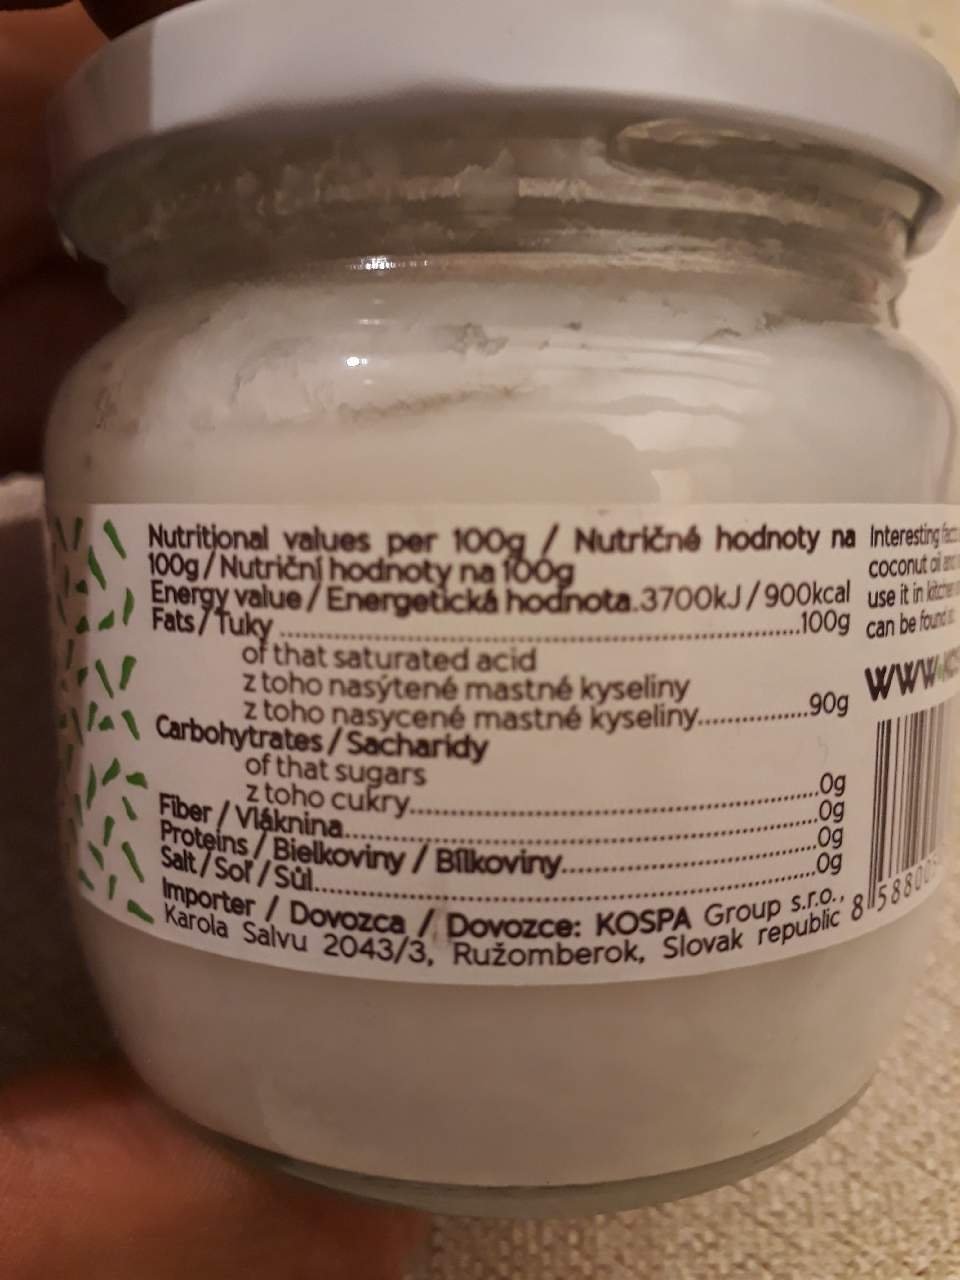 Nutritional values per 100g / Nutričné hodnoty na
100g / Nutriční hodnoty na 100g
Energy value / Energetická hodnota.3700kJ / 900kcal
Fats / Tuky ..................100g
of that saturated acid
z toho nasýtené mastné kyseliny
z toho nasycené mastné kyseliny..............90g
Carbohytrates / Sacharidy
of that sugars
z toho cukry..................0g
Fiber / Vláknina..................0g
Proteins / Bielkoviny / Bílkoviny..................0g
Salt / Soľ / Sůl..................0g
Importer / Dovozca / Dovozce: KOSPA Group s.r.o.,
Karola Salvu 2043/3, Ružomberok, Slovak republic
Interesting
coconut oil
use it in
can be found
WWW.
8 58800